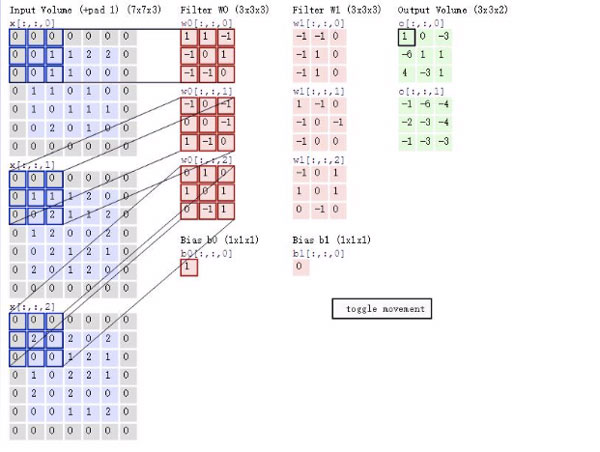 Input Volume (+pad 1) (7x7x3)
x[:,:,0]
0 0 0 0 0 0 0
0 0 1 1 2 2 0
0 0 1 1 0 0 0
0 1 1 0 1 0 0
0 1 0 1 1 1 0
0 0 2 0 1 0 0
0 0 0 0 0 0 0
x[:,:,1]
0 0 0 0 0 0 0
0 1 1 1 2 0 0
0 0 2 1 1 2 0
0 1 2 0 0 2 0
0 0 2 1 2 1 0
0 2 0 1 2 0 0
0 0 0 0 0 0 0
x[:,:,2]
0 0 0 0 0 0 0
0 2 0 2 0 2 0
0 0 0 1 2 1 0
0 1 0 2 2 1 0
0 2 0 2 0 0 0
0 0 0 1 1 2 0
0 0 0 0 0 0 0
Filter W0 (3x3x3)
w0[:,:,0]
1 1 -1
-1 0 1
-1 -1 0
w0[:,:,1]
-1 0 -1
0 0 -1
1 -1 0
w0[:,:,2]
0 1 0
1 0 1
0 -1 1
Bias b0 (1x1x1)
b0[:,:,0]
1
Filter W1 (3x3x3)
w1[:,:,0]
-1 -1 0
-1 1 0
-1 1 0
w1[:,:,1]
1 -1 0
-1 0 -1
-1 0 0
w1[:,:,2]
-1 0 1
1 0 1
0 -1 0
Bias b1 (1x1x1)
b1[:,:,0]
0
Output Volume (3x3x2)
o[:,:,0]
1 0 -3
-6 1 1
4 -3 1
o[:,:,1]
-1 -6 -4
-2 -3 -4
-1 -3 -3
toggle movement